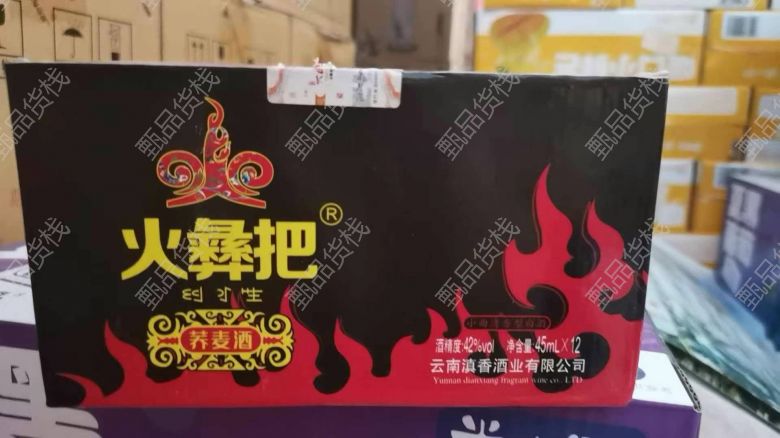 火彝把®
荞麦酒
小曲清香型白酒
酒精度:42%vol 净含量:45mL×12
云南滇香酒业有限公司
Yunnan dianxiang fragrant wine co., LTD
甄品货栈